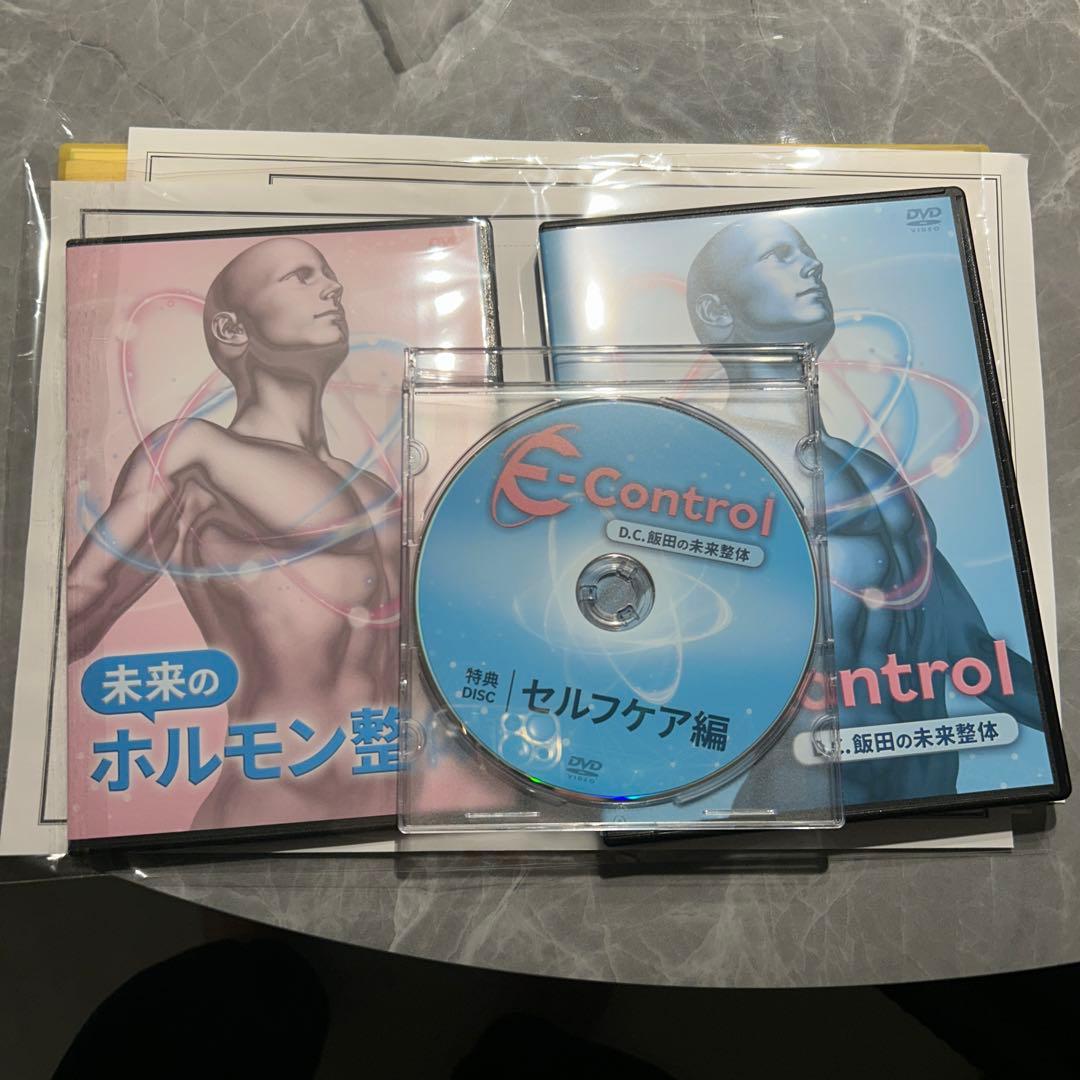 未来の
ホルモン整
E-Control
D.C.飯田の未来整体
特典
DISC
セルフケア編
DVD
VIDEO
DVD
VIDEO
ontrol
D.C.飯田の未来整体